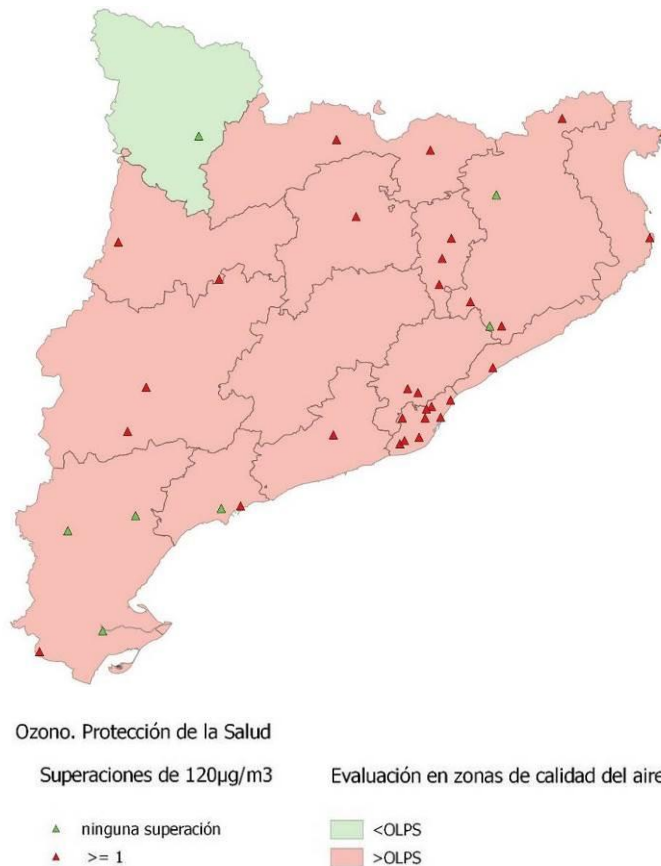 Ozono. Protección de la Salud
Superaciones de 120µg/m3
ninguna superación
>= 1
Evaluación en zonas de calidad del aire
<OLPS
>OLPS